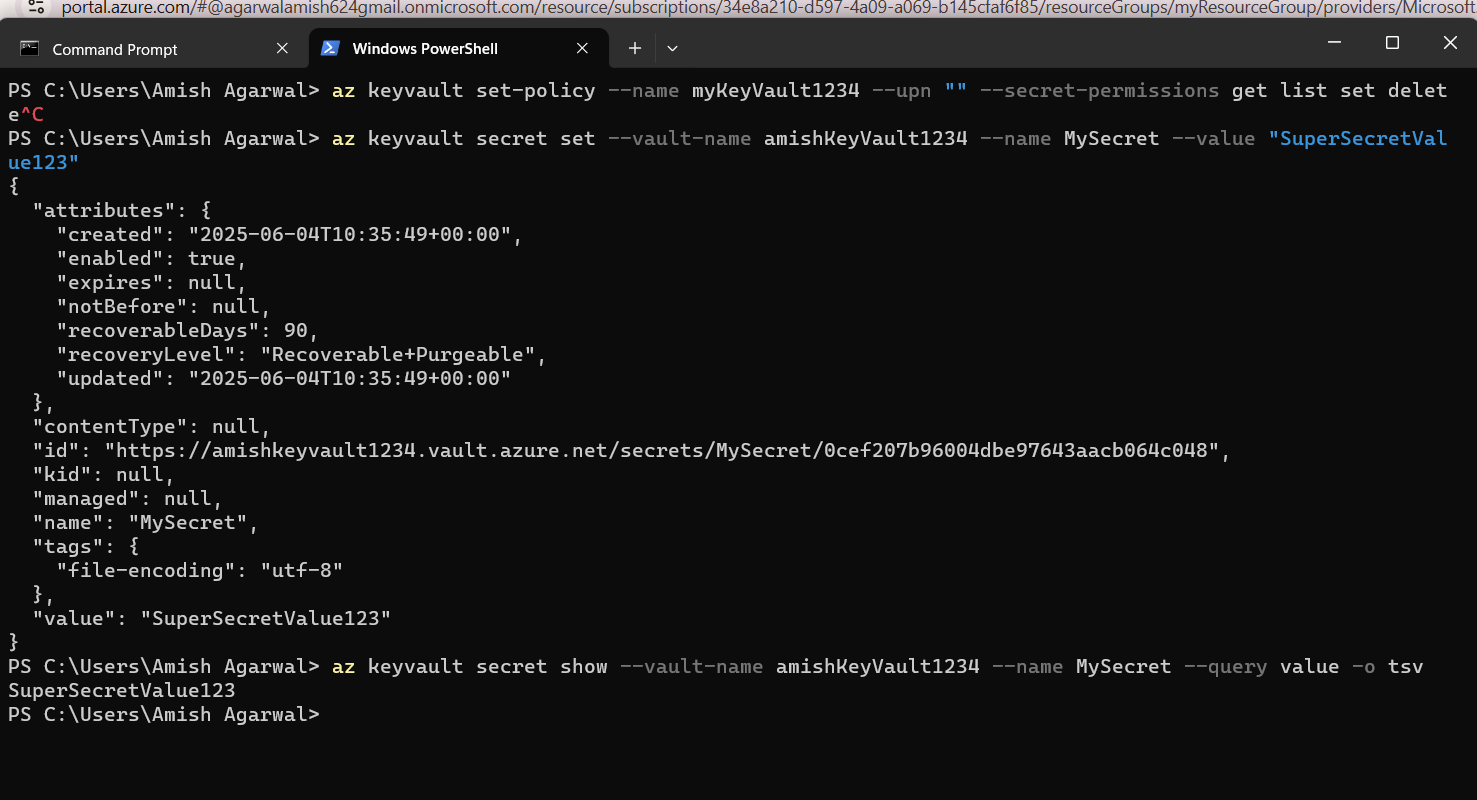 portal.azure.com/#@agarwalamish624gmail.onmicrosoft.com/resource/subscriptions/34e8a210-d597-4a09-a069-b145cfaf6f85/resourceGroups/myResourceGroup/providers/Microsoft
Command Prompt
Windows PowerShell
PS C:\Users\Amish Agarwal> az keyvault set-policy --name myKeyVault1234 --upn "" --secret-permissions get list set delet
e^C
PS C:\Users\Amish Agarwal> az keyvault secret set --vault-name amishKeyVault1234 --name MySecret --value "SuperSecretVal
ue123"
{
  "attributes": {
    "created": "2025-06-04T10:35:49+00:00",
    "enabled": true,
    "expires": null,
    "notBefore": null,
    "recoverableDays": 90,
    "recoveryLevel": "Recoverable+Purgeable",
    "updated": "2025-06-04T10:35:49+00:00"
  },
  "contentType": null,
  "id": "https://amishkeyvault1234.vault.azure.net/secrets/MySecret/0cef207b96004dbe97643aacb064c048",
  "kid": null,
  "managed": null,
  "name": "MySecret",
  "tags": {
    "file-encoding": "utf-8"
  },
  "value": "SuperSecretValue123"
}
PS C:\Users\Amish Agarwal> az keyvault secret show --vault-name amishKeyVault1234 --name MySecret --query value -o tsv
SuperSecretValue123
PS C:\Users\Amish Agarwal>